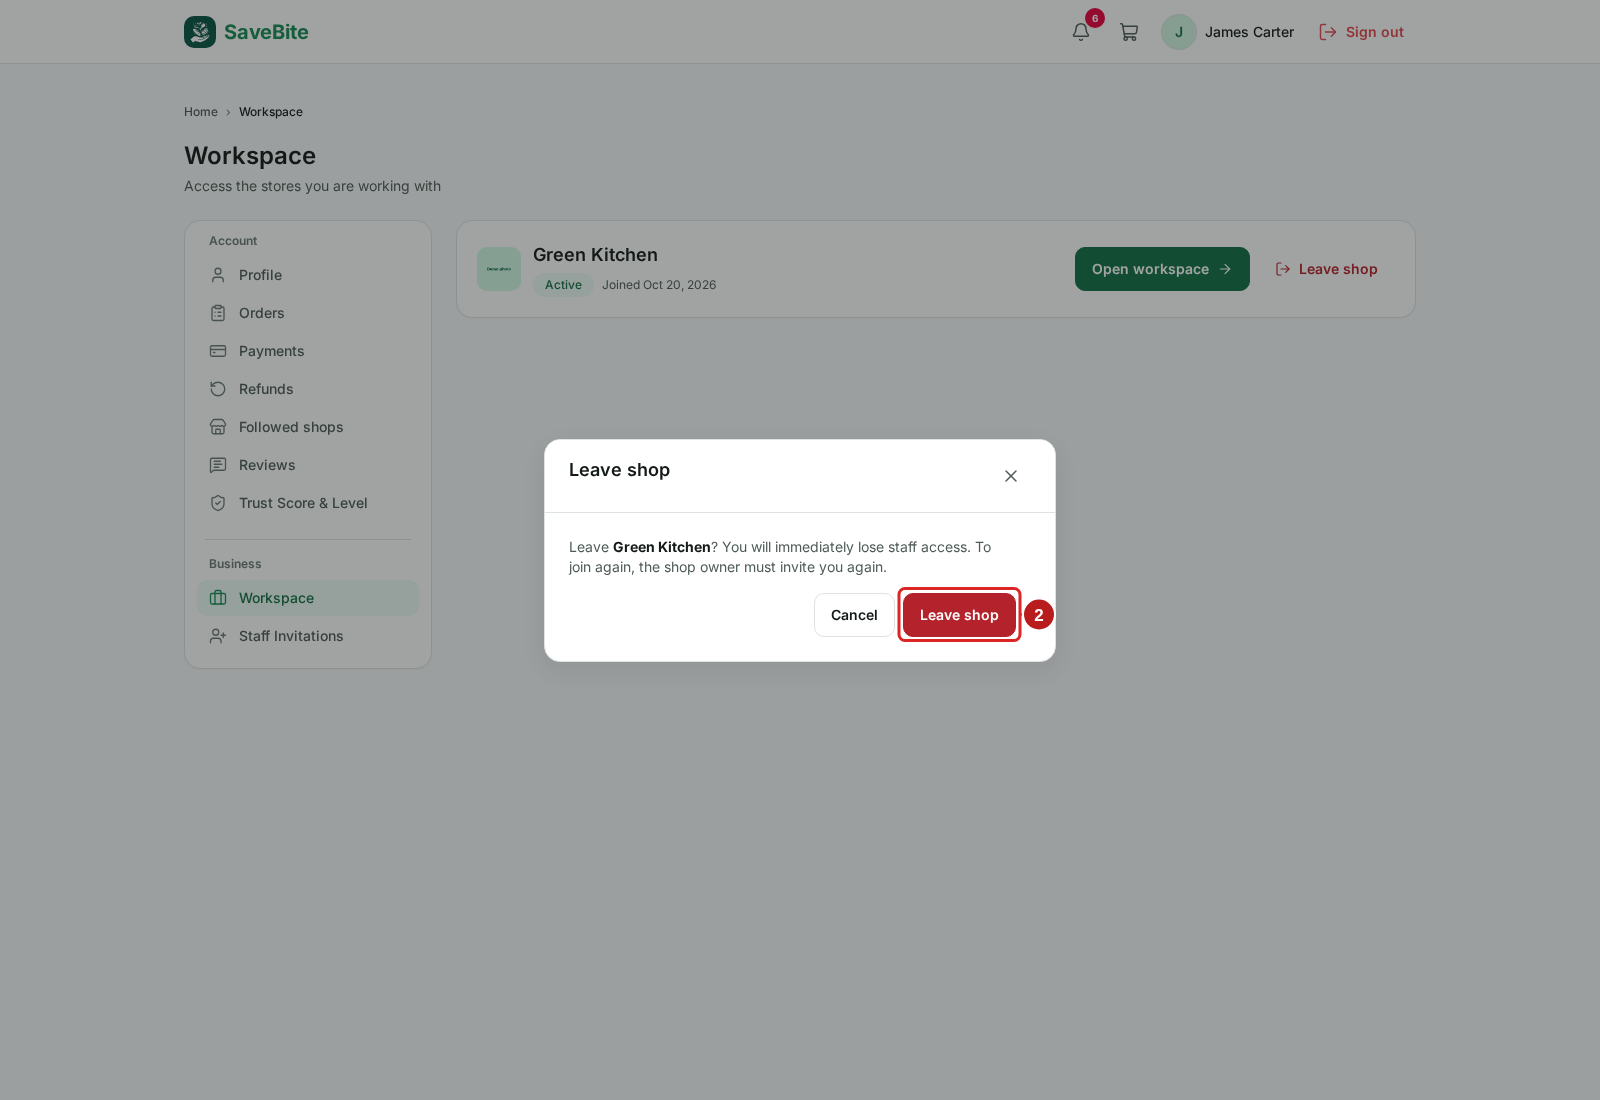 SaveBite
6
J
James Carter
Sign out
Home › Workspace
Workspace
Access the stores you are working with
Account
Profile
Orders
Payments
Refunds
Followed shops
Reviews
Trust Score & Level
Business
Workspace
Staff Invitations
Green Kitchen
Active
Joined Oct 20, 2026
Open workspace
Leave shop
Leave shop
Leave Green Kitchen? You will immediately lose staff access. To
join again, the shop owner must invite you again.
Cancel
Leave shop
2